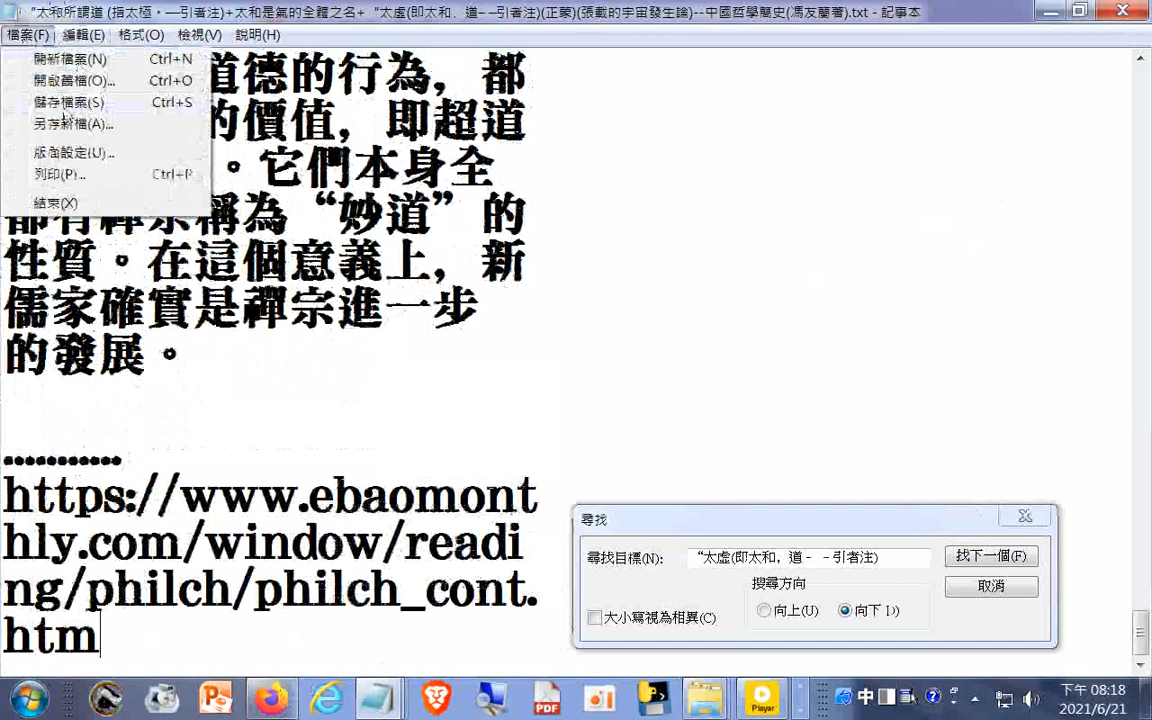 “太和所謂道 (指太極。—引者注)+太和是氣的全體之名+“太虛(即太和﹐道--引者注)(正蒙)(張載的宇宙發生論)--中國哲學簡史(馮友蘭著).txt - 記事本
檔案(F) 編輯(E) 格式(O) 檢視(V) 說明(H)
開新檔案(N) Ctrl+N
開啟舊檔(O)... Ctrl+O
儲存檔案(S) Ctrl+S
另存新檔(A)...
版面設定(U)...
列印(P)... Ctrl+P
結束(X)
道德的行為, 都
的價值, 即超道
。它們本身全
都有禪宗稱為“妙道”的
性質。在這個意義上, 新
儒家確實是禪宗進一步
的發展。
............
https://www.ebaomont
hly.com/window/readi
ng/philch/philch_cont.
htm
尋找
尋找目標(N): “太虛(即太和, 道- -引者注) 找下一個(F)
搜尋方向 取消
大小寫視為相異(C) 向上(U) 向下(D)
PDF
Player
中
下午 08:18
2021/6/21